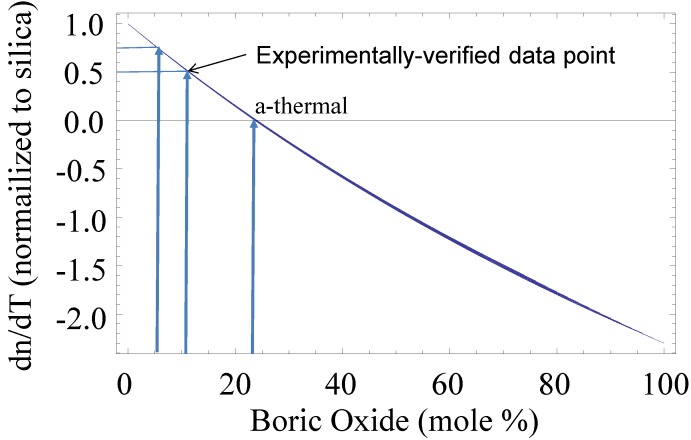 dn/dT (normailized to silica)
1.0
0.5
0.0
-0.5
-1.0
-1.5
-2.0
Experimentally-verified data point
a-thermal
0 20 40 60 80 100
Boric Oxide (mole %)